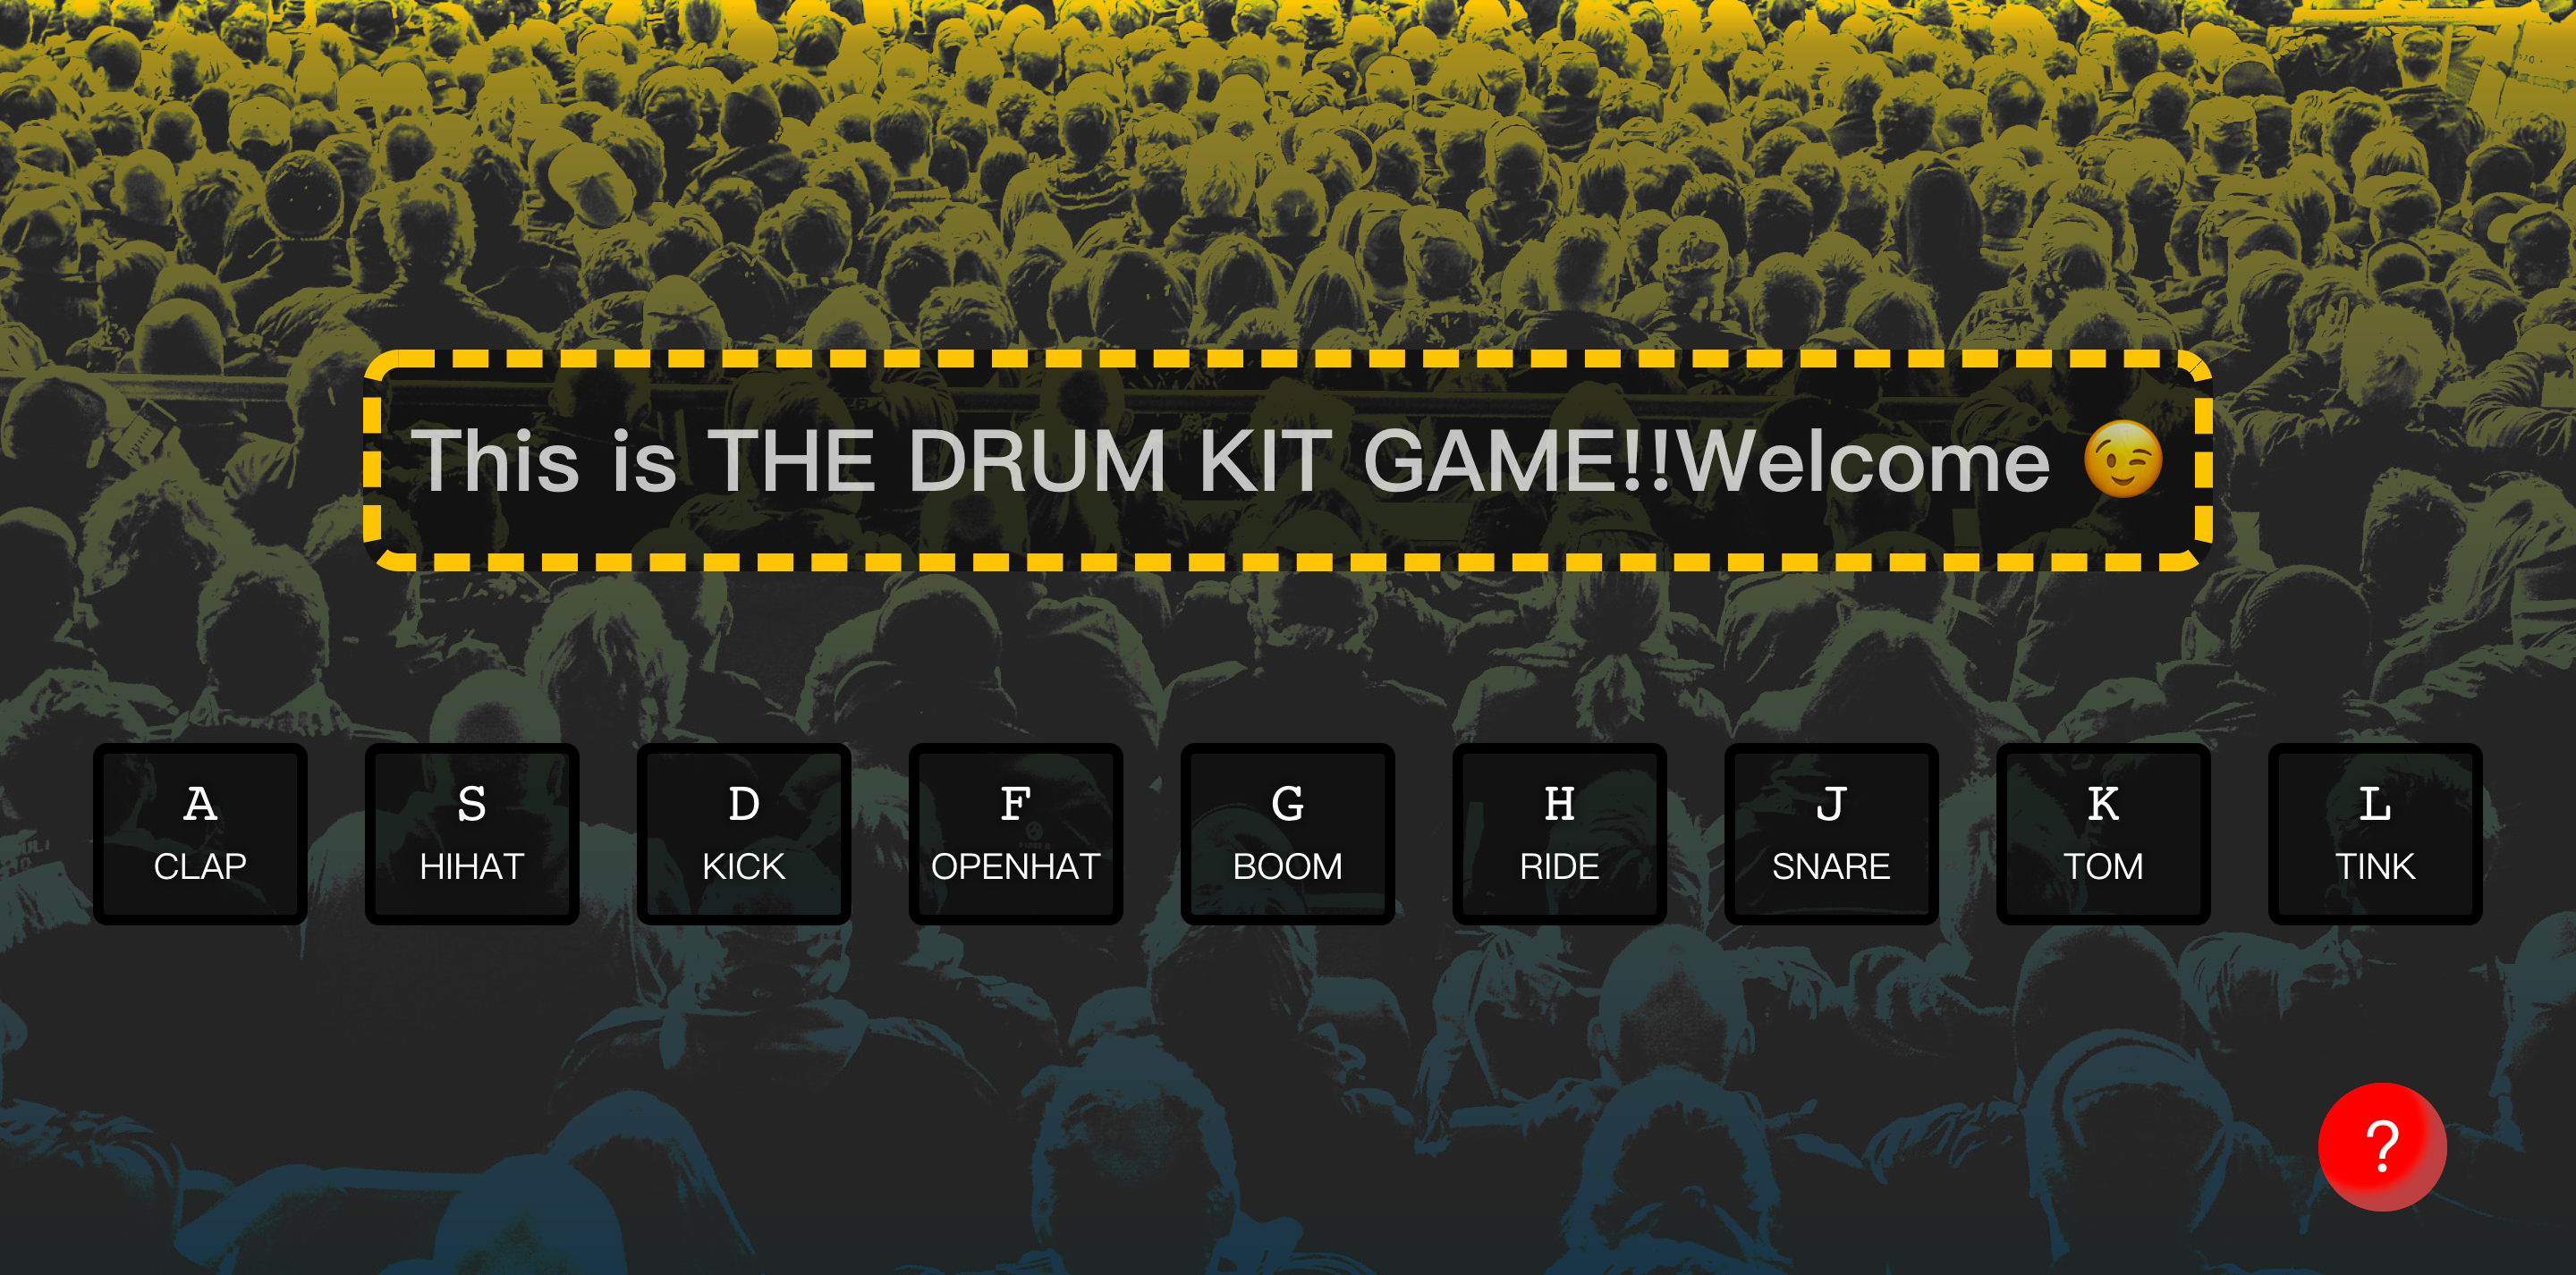 This is THE DRUM KIT GAME!!Welcome 😉
A S D F G H J K L
CLAP HIHAT KICK OPENHAT BOOM RIDE SNARE TOM TINK
?